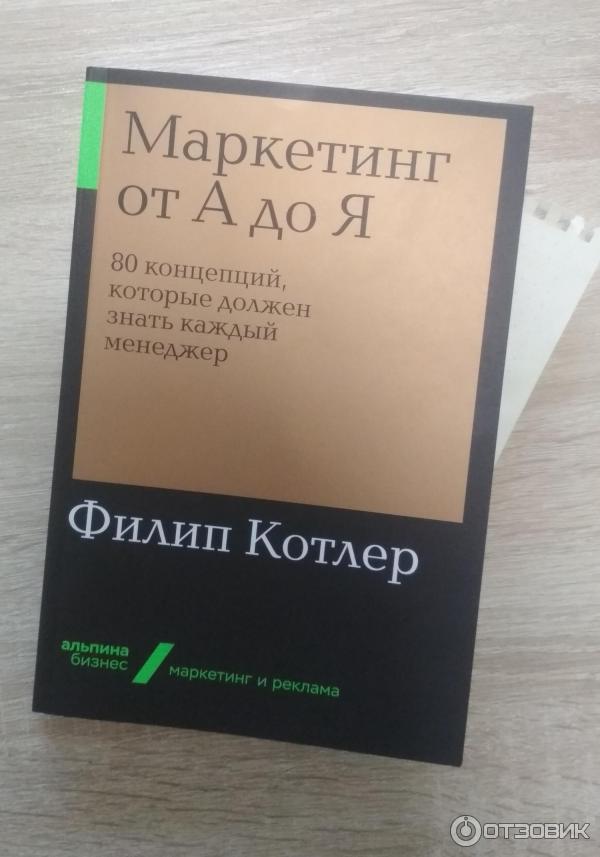 Маркетинг
от А до Я
80 концепций,
которые должен
знать каждый
менеджер
Филип Котлер
альпина
бизнес
маркетинг и реклама
ОТЗОВИК